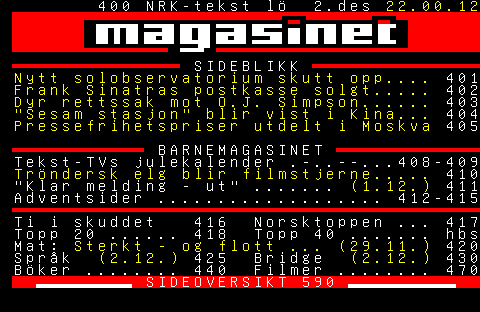 400 NRK-tekst lö 2.des 22.00.12
magasinet
SIDEBLIKK
Nytt solobservatorium skutt opp.... 401
Frank Sinatras postkasse solgt..... 402
Dyr rettssak mot O.J. Simpson...... 403
"Sesam stasjon" blir vist i Kina... 404
Pressefrihetspriser utdelt i Moskva 405
BARNEMAGASINET
Tekst-TVs julekalender .-..--...408-409
Tröndersk elg blir filmstjerne..... 410
"Klar melding - ut" ....... (1.12.) 411
Adventsider ................... 412-415
Ti i skuddet 416 Norsktoppen ... 417
Topp 20 ....... 418 Topp 40 ....... hbs
Mat: Sterkt - og flott ... (29.11.) 420
Språk (2.12.) 425 Bridge (2.12.) 430
Böker ........ 440 Filmer ........ 470
SIDEOVERSIKT 590